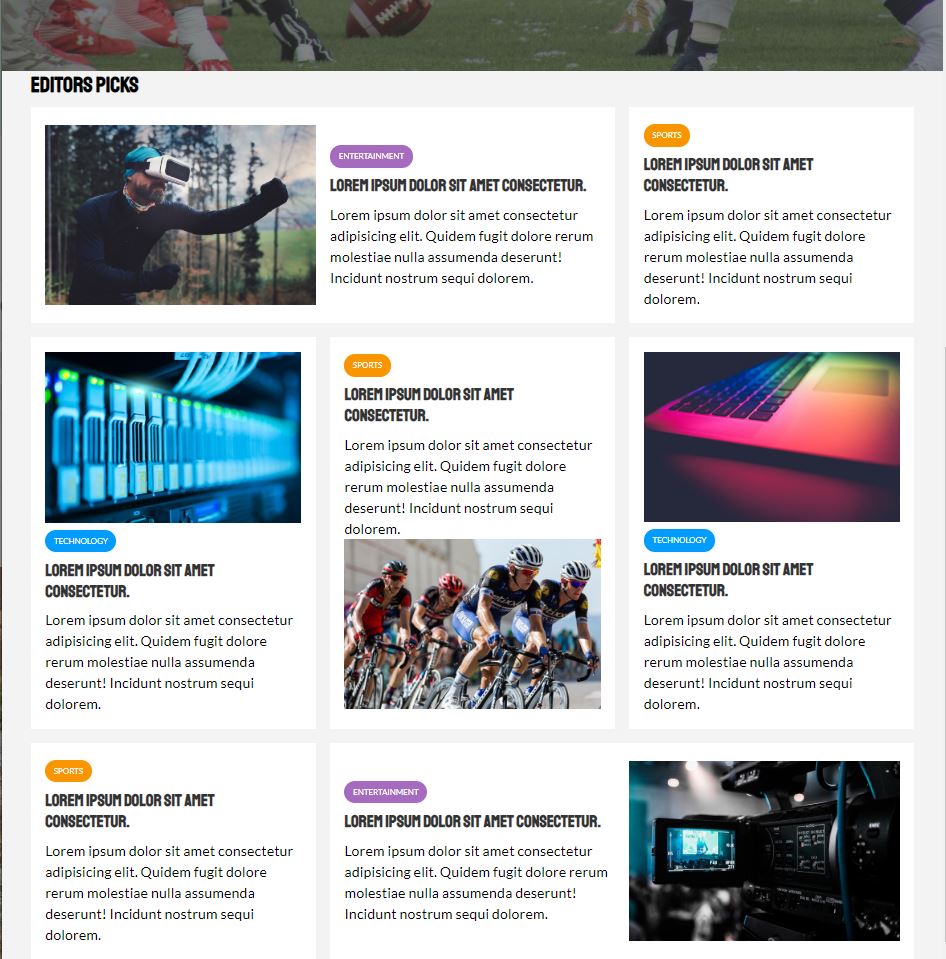 EDITORS PICKS
ENTERTAINMENT
LOREM IPSUM DOLOR SIT AMET CONSECTETUR.
Lorem ipsum dolor sit amet consectetur
adipisicing elit. Quidem fugit dolore rerum
molestiae nulla assumenda deserunt!
Incidunt nostrum sequi dolorem.
SPORTS
LOREM IPSUM DOLOR SIT AMET
CONSECTETUR.
Lorem ipsum dolor sit amet consectetur
adipisicing elit. Quidem fugit dolore
rerum molestiae nulla assumenda
deserunt! Incidunt nostrum sequi
dolorem.
TECHNOLOGY
LOREM IPSUM DOLOR SIT AMET
CONSECTETUR.
Lorem ipsum dolor sit amet consectetur
adipisicing elit. Quidem fugit dolore
rerum molestiae nulla assumenda
deserunt! Incidunt nostrum sequi
dolorem.
SPORTS
LOREM IPSUM DOLOR SIT AMET
CONSECTETUR.
Lorem ipsum dolor sit amet consectetur
adipisicing elit. Quidem fugit dolore
rerum molestiae nulla assumenda
deserunt! Incidunt nostrum sequi
dolorem.
TECHNOLOGY
LOREM IPSUM DOLOR SIT AMET
CONSECTETUR.
Lorem ipsum dolor sit amet consectetur
adipisicing elit. Quidem fugit dolore
rerum molestiae nulla assumenda
deserunt! Incidunt nostrum sequi
dolorem.
SPORTS
LOREM IPSUM DOLOR SIT AMET
CONSECTETUR.
Lorem ipsum dolor sit amet consectetur
adipisicing elit. Quidem fugit dolore
rerum molestiae nulla assumenda
deserunt! Incidunt nostrum sequi
dolorem.
ENTERTAINMENT
LOREM IPSUM DOLOR SIT AMET CONSECTETUR.
Lorem ipsum dolor sit amet consectetur
adipisicing elit. Quidem fugit dolore rerum
molestiae nulla assumenda deserunt!
Incidunt nostrum sequi dolorem.